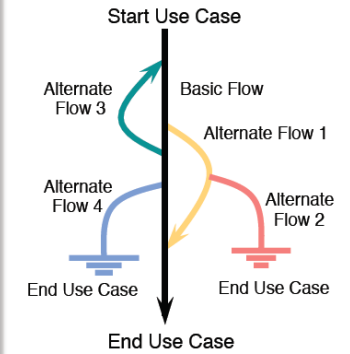 Start Use Case
Alternate
Flow 3
Basic Flow
Alternate Flow 1
Alternate
Flow 4
Alternate
Flow 2
End Use Case
End Use Case
End Use Case